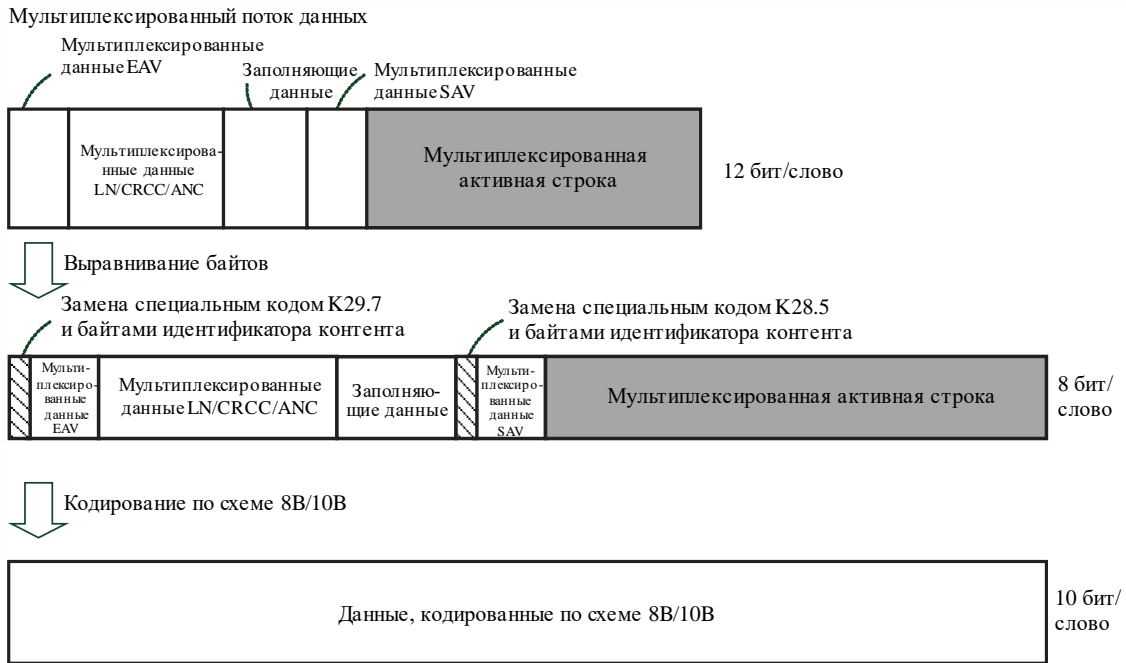 Мультиплексированный поток данных
Мультиплексированные
данные EAV
Заполняющие
данные
Мультиплексированные
данные SAV
Мультиплексирова-
нные данные
LN/CRCC/ANC
Мультиплексированная
активная строка
12 бит/слово
Выравнивание байтов
Замена специальным кодом K29.7
и байтами идентификатора контента
Замена специальным кодом K28.5
и байтами идентификатора контента
Мульти-
плексиро-
ванные
данные
EAV
Мультиплексированные
данные LN/CRCC/ANC
Заполняю-
щие данные
Мульти-
плексиро-
ванные
данные
SAV
Мультиплексированная активная строка
8 бит/
слово
Кодирование по схеме 8B/10B
Данные, кодированные по схеме 8B/10B
10 бит/
слово